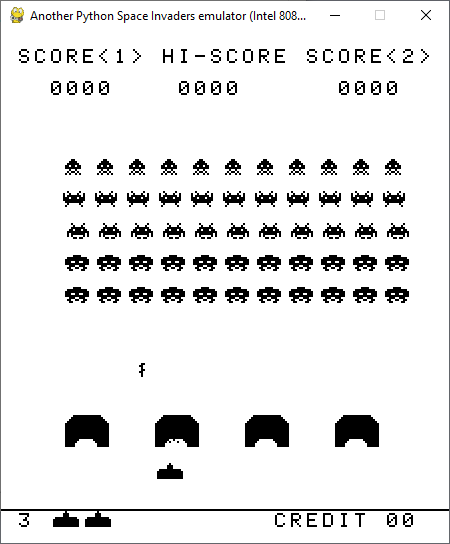 Another Python Space Invaders emulator (Intel 808...
SCORE<1> HI-SCORE SCORE<2>
0000 0000 0000
3 CREDIT 00